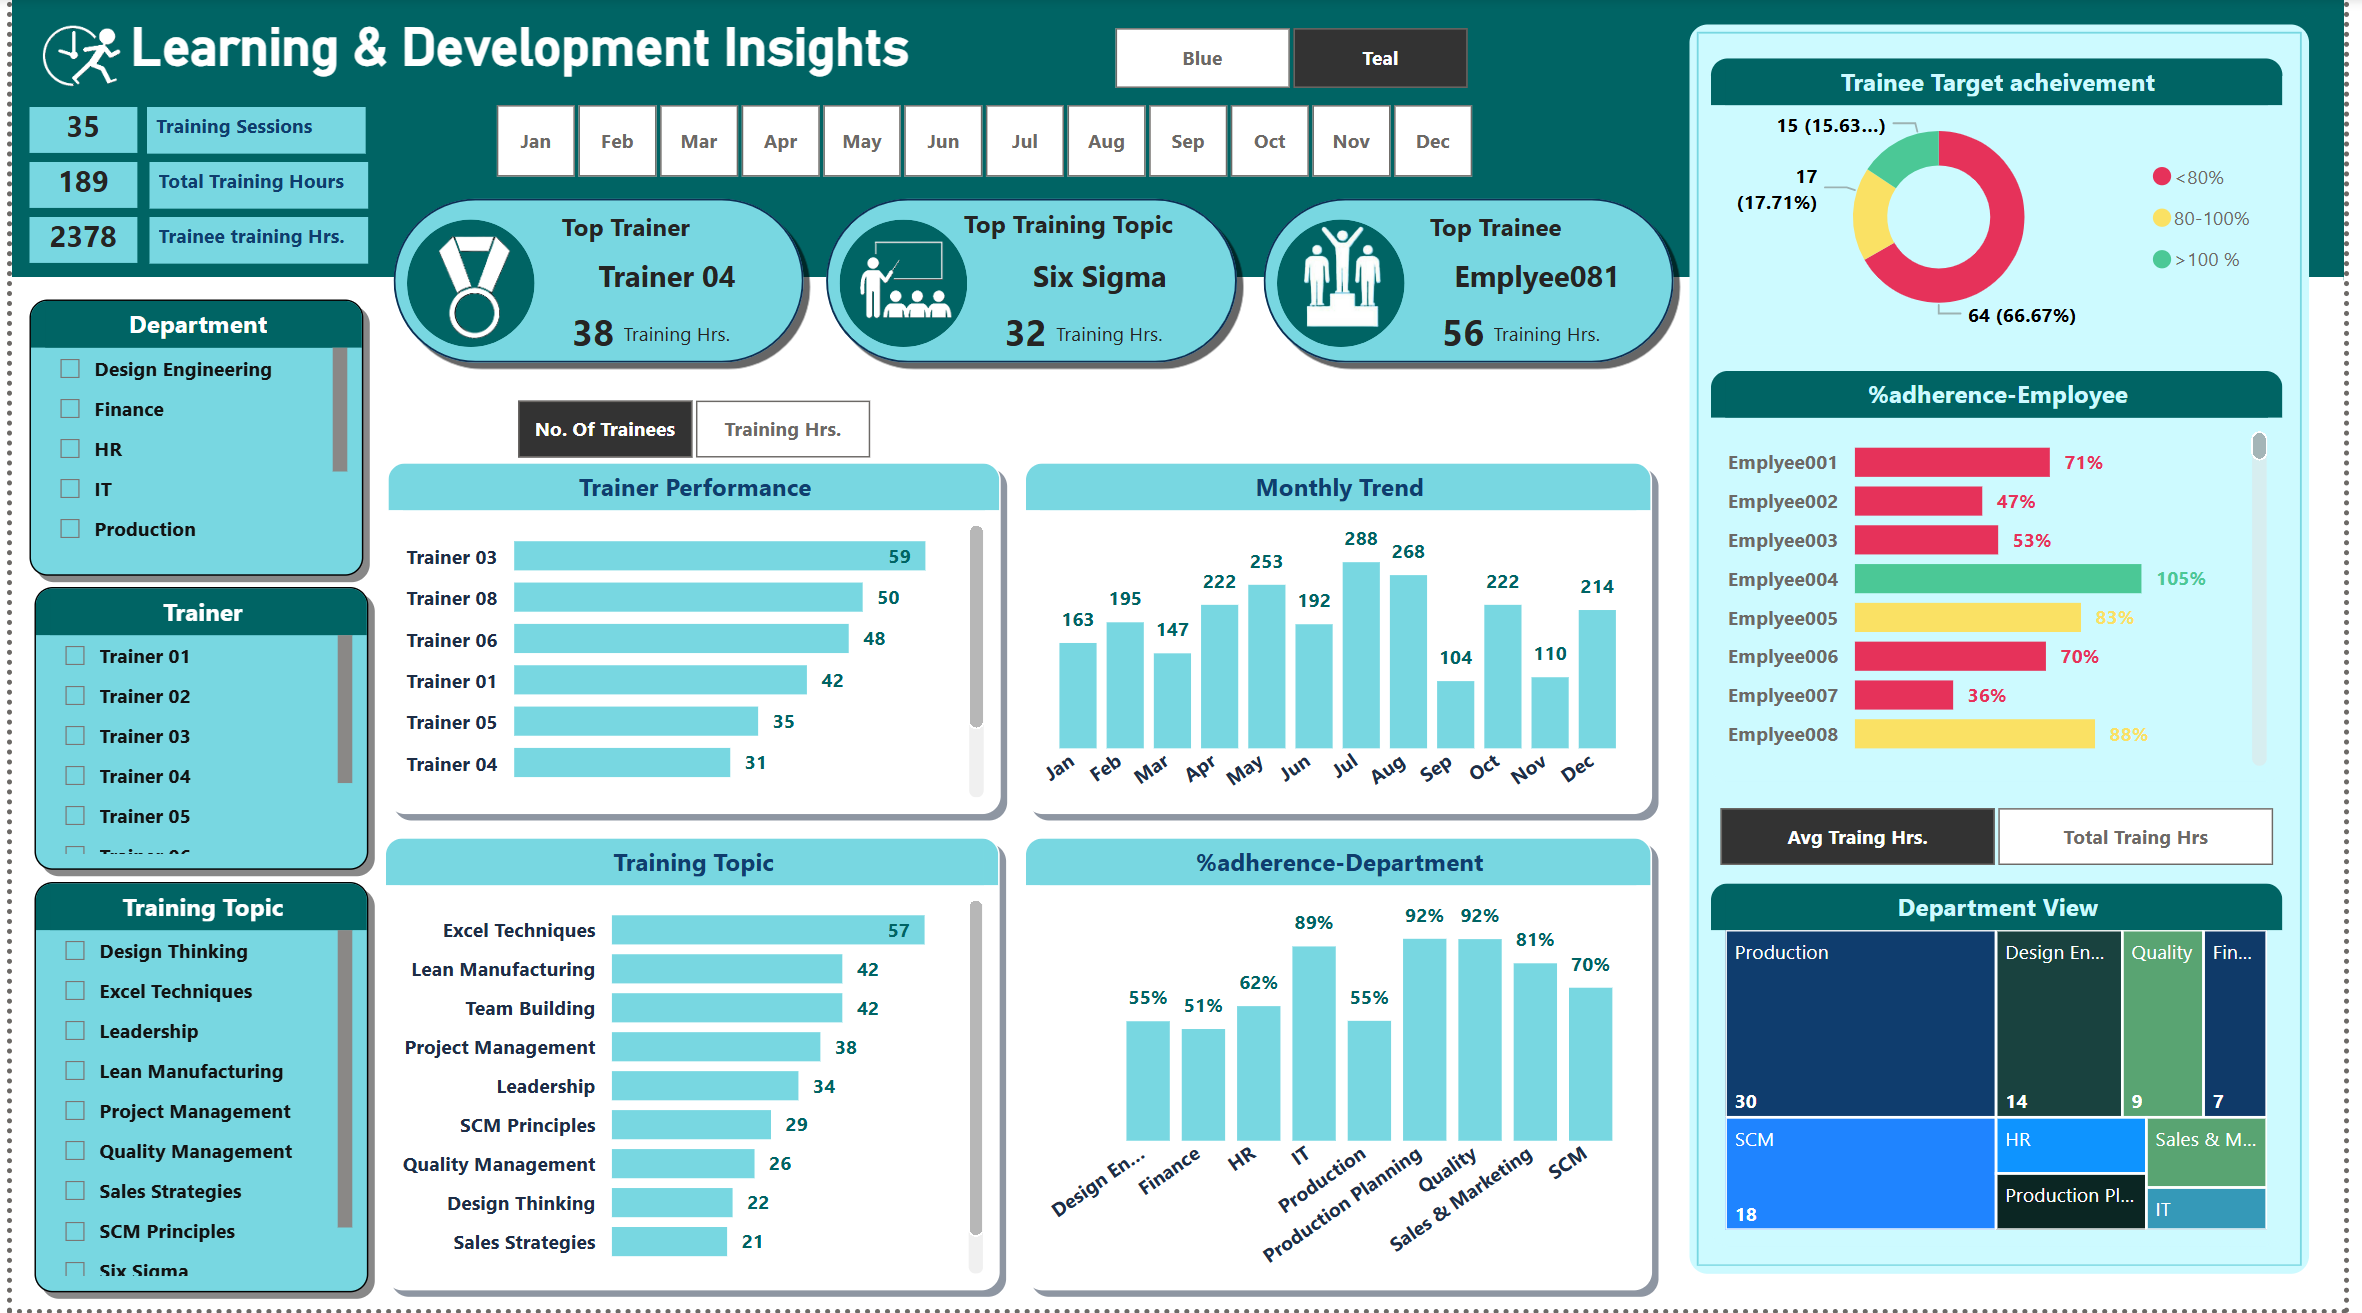 Learning & Development Insights
Blue
Teal
35
Training Sessions
189
Total Training Hours
2378
Trainee training Hrs.
Jan
Feb
Mar
Apr
May
Jun
Jul
Aug
Sep
Oct
Nov
Dec
Top Trainer
Trainer 04
38 Training Hrs.
Top Training Topic
Six Sigma
32 Training Hrs.
Top Trainee
Emplyee081
56 Training Hrs.
Department
Design Engineering
Finance
HR
IT
Production
Trainer
Trainer 01
Trainer 02
Trainer 03
Trainer 04
Trainer 05
Trainer 06
Training Topic
Design Thinking
Excel Techniques
Leadership
Lean Manufacturing
Project Management
Quality Management
Sales Strategies
SCM Principles
Six Sigma
No. Of Trainees
Training Hrs.
Trainer Performance
Trainer 03 59
Trainer 08 50
Trainer 06 48
Trainer 01 42
Trainer 05 35
Trainer 04 31
Monthly Trend
163
195
147
222
253
192
288
268
104
222
110
214
Jan
Feb
Mar
Apr
May
Jun
Jul
Aug
Sep
Oct
Nov
Dec
Training Topic
Excel Techniques 57
Lean Manufacturing 42
Team Building 42
Project Management 38
Leadership 34
SCM Principles 29
Quality Management 26
Design Thinking 22
Sales Strategies 21
%adherence-Department
55%
51%
62%
89%
55%
92%
92%
81%
70%
Design En...
Finance
HR
IT
Production
Production Planning
Quality
Sales & Marketing
SCM
Trainee Target acheivement
15 (15.63...)
17
(17.71%)
64 (66.67%)
<80%
80-100%
>100 %
%adherence-Employee
Emplyee001 71%
Emplyee002 47%
Emplyee003 53%
Emplyee004 105%
Emplyee005 83%
Emplyee006 70%
Emplyee007 36%
Emplyee008 88%
Avg Traing Hrs.
Total Traing Hrs
Department View
Production
30
Design En...
14
Quality
9
Fin...
7
SCM
18
HR
Sales & M...
Production Pl...
IT